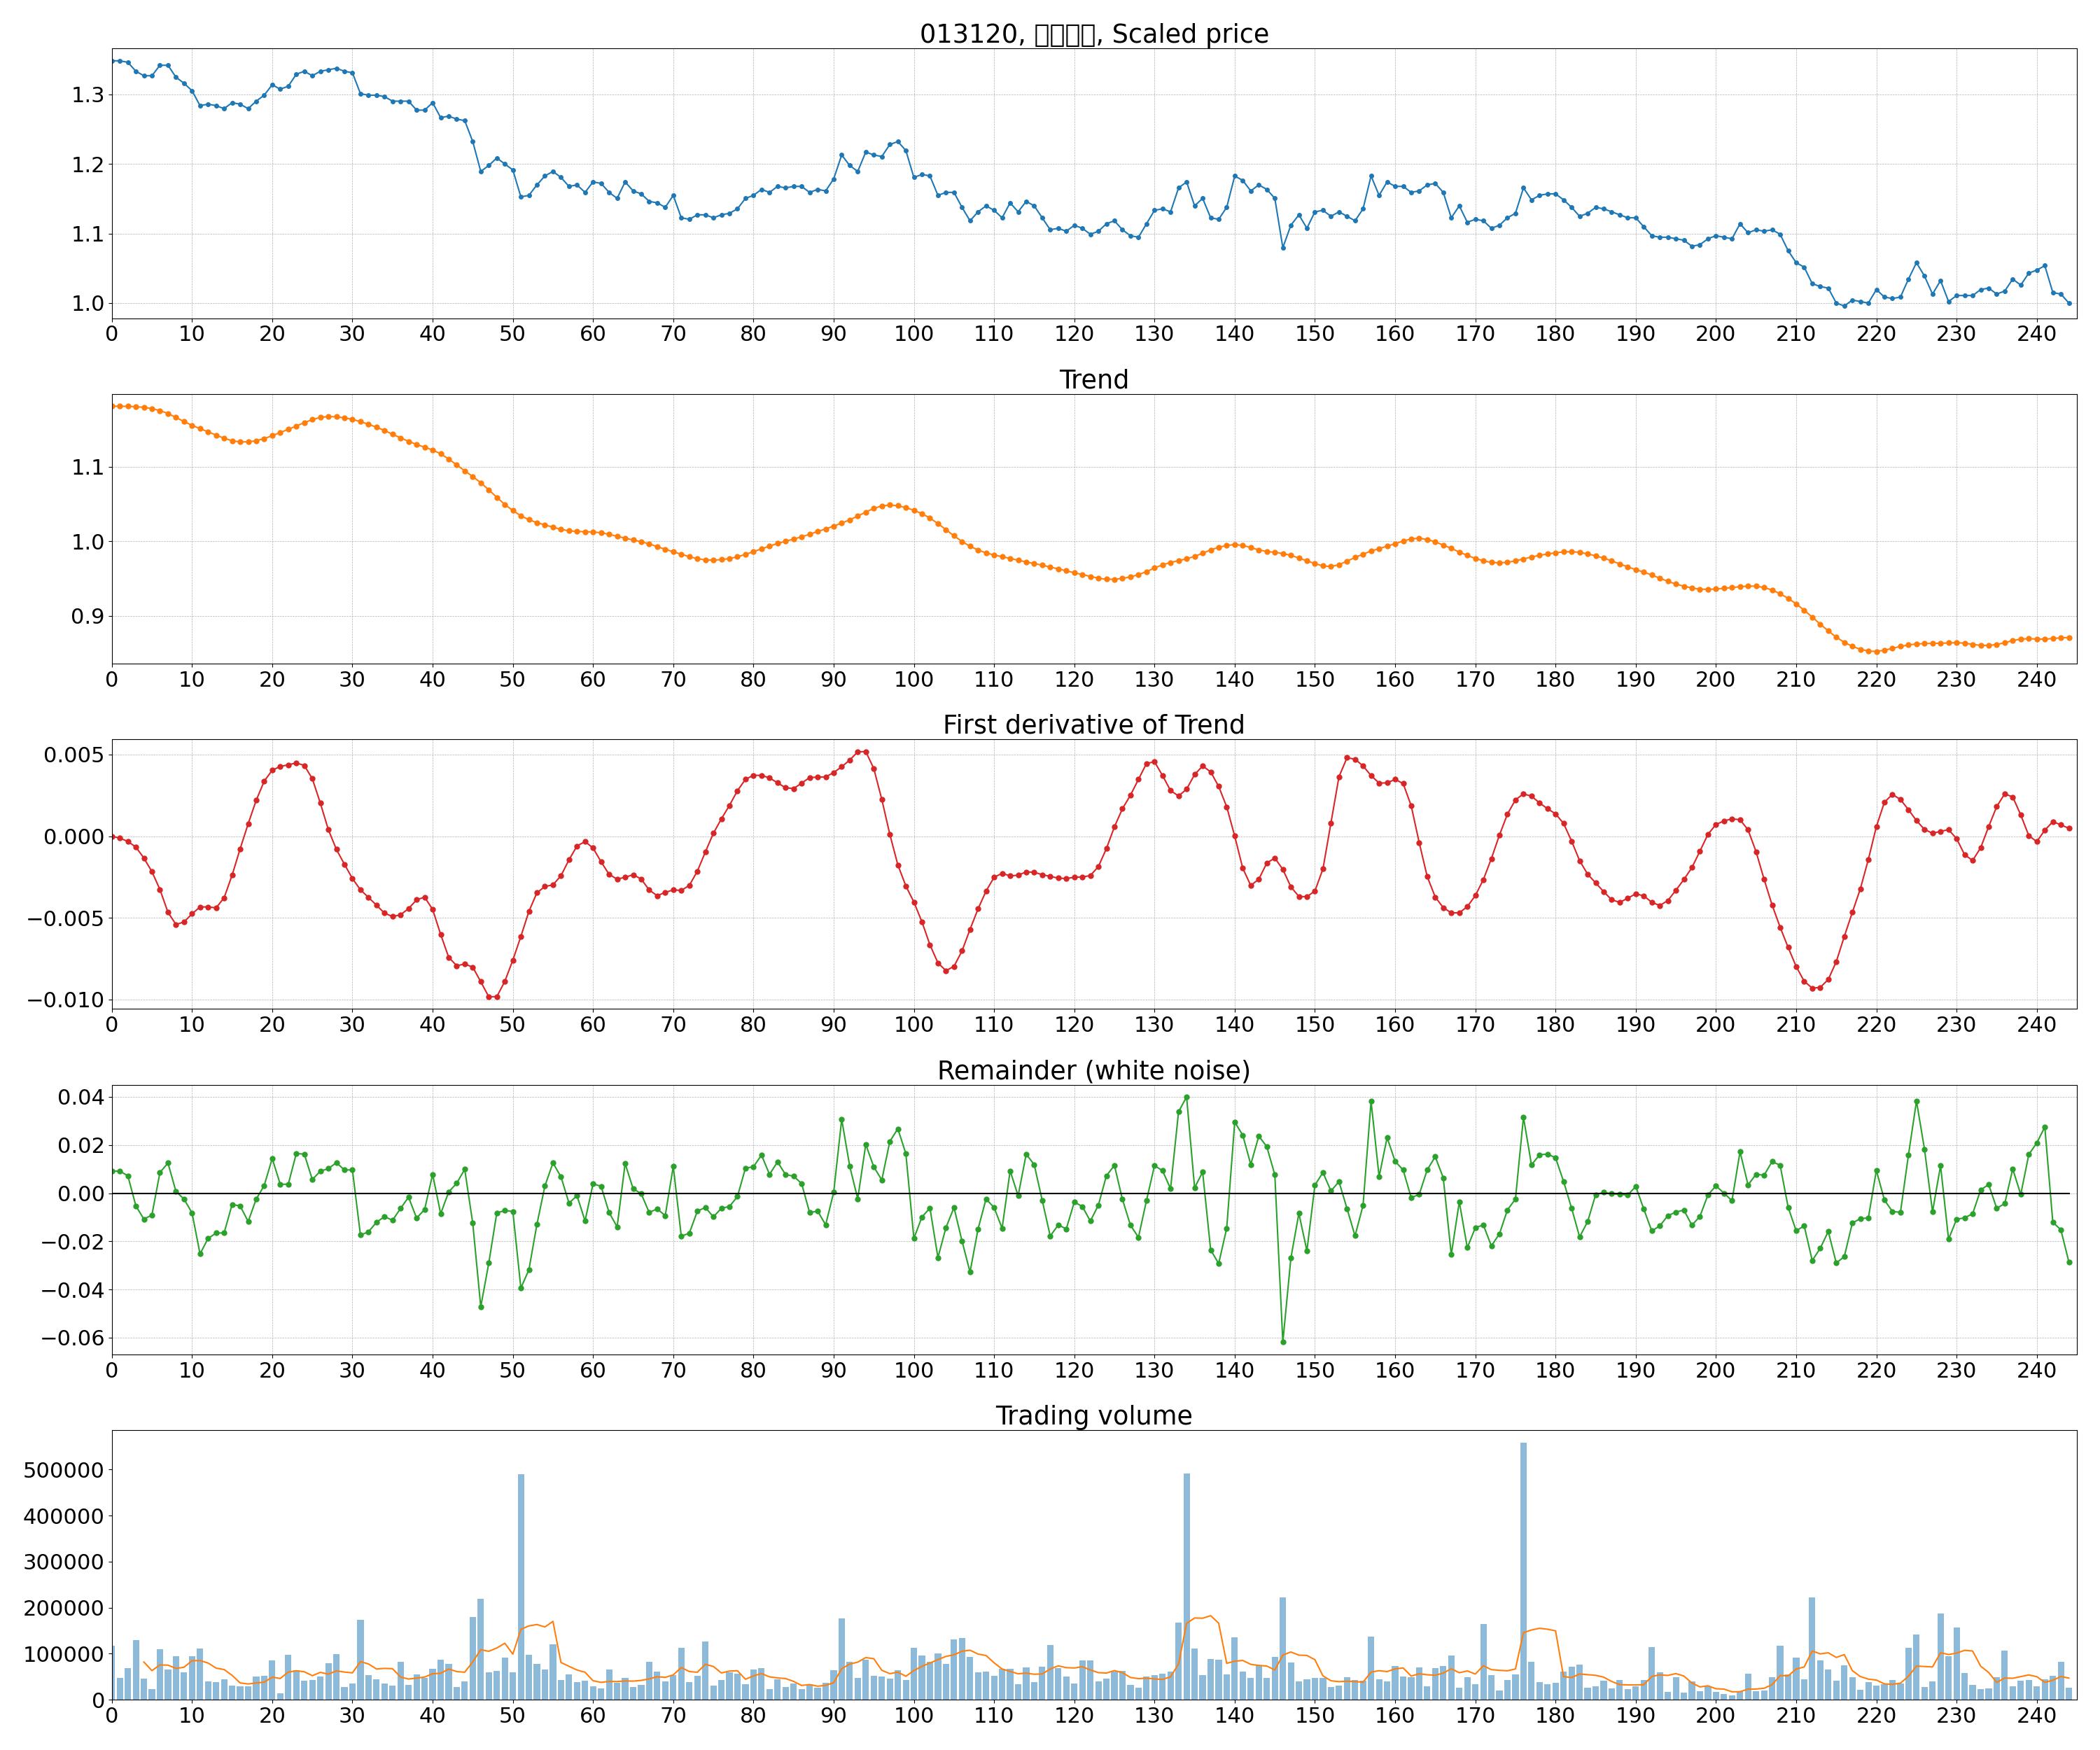 013120, , Scaled price
1.3
1.2
1.1
1.0
0 10 20 30 40 50 60 70 80 90 100 110 120 130 140 150 160 170 180 190 200 210 220 230 240
Trend
1.1
1.0
0.9
0 10 20 30 40 50 60 70 80 90 100 110 120 130 140 150 160 170 180 190 200 210 220 230 240
First derivative of Trend
0.005
0.000
−0.005
−0.010
0 10 20 30 40 50 60 70 80 90 100 110 120 130 140 150 160 170 180 190 200 210 220 230 240
Remainder (white noise)
0.04
0.02
0.00
−0.02
−0.04
−0.06
0 10 20 30 40 50 60 70 80 90 100 110 120 130 140 150 160 170 180 190 200 210 220 230 240
Trading volume
500000
400000
300000
200000
100000
0
0 10 20 30 40 50 60 70 80 90 100 110 120 130 140 150 160 170 180 190 200 210 220 230 240